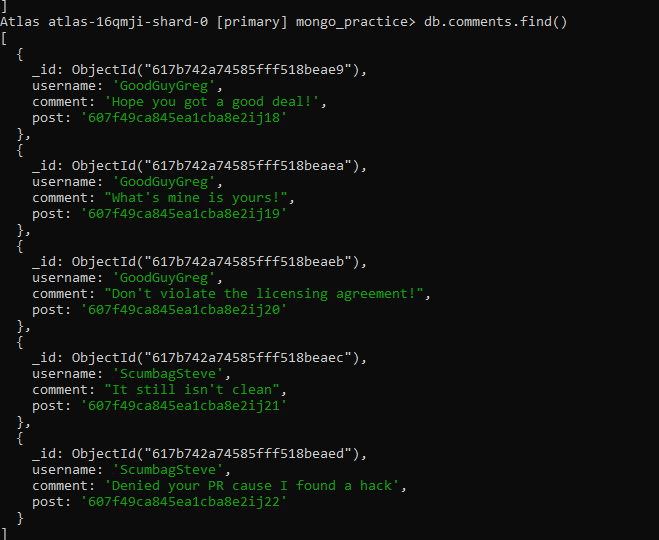 ]
Atlas atlas-16qmji-shard-0 [primary] mongo_practice> db.comments.find()
[
  {
    _id: ObjectId("617b742a74585fff518beae9"),
    username: 'GoodGuyGreg',
    comment: 'Hope you got a good deal!',
    post: '607f49ca845ea1cba8e2ij18'
  },
  {
    _id: ObjectId("617b742a74585fff518beaea"),
    username: 'GoodGuyGreg',
    comment: "What's mine is yours!",
    post: '607f49ca845ea1cba8e2ij19'
  },
  {
    _id: ObjectId("617b742a74585fff518beaeb"),
    username: 'GoodGuyGreg',
    comment: "Don't violate the licensing agreement!",
    post: '607f49ca845ea1cba8e2ij20'
  },
  {
    _id: ObjectId("617b742a74585fff518beaec"),
    username: 'ScumbagSteve',
    comment: "It still isn't clean",
    post: '607f49ca845ea1cba8e2ij21'
  },
  {
    _id: ObjectId("617b742a74585fff518beaed"),
    username: 'ScumbagSteve',
    comment: 'Denied your PR cause I found a hack',
    post: '607f49ca845ea1cba8e2ij22'
  }
]